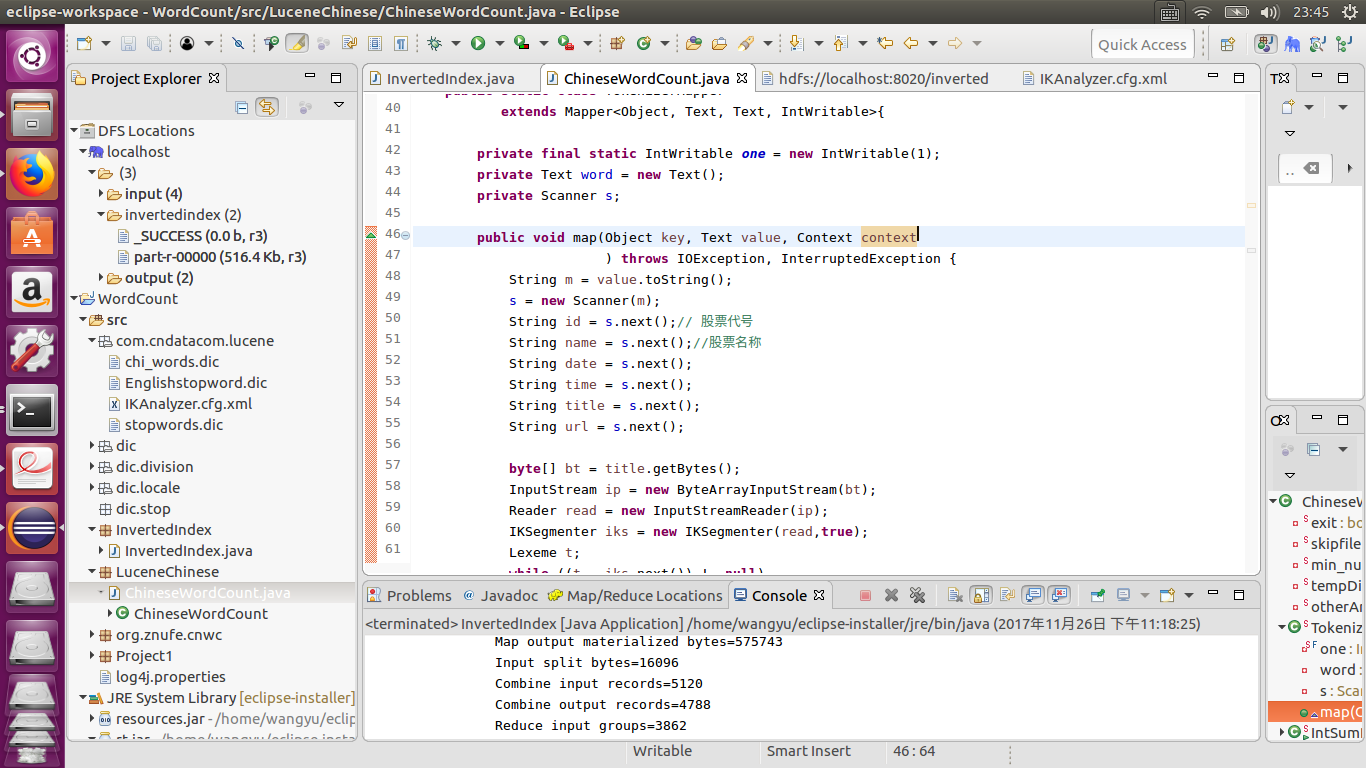 eclipse-workspace - WordCount/src/LuceneChinese/ChineseWordCount.java - Eclipse
23:45
Quick Access
Project Explorer
DFS Locations
localhost
(3)
input (4)
invertedindex (2)
_SUCCESS (0.0 b, r3)
part-r-00000 (516.4 Kb, r3)
output (2)
WordCount
src
com.cndatacom.lucene
chi_words.dic
Englishstopword.dic
IKAnalyzer.cfg.xml
stopwords.dic
dic
dic.division
dic.locale
dic.stop
InvertedIndex
InvertedIndex.java
LuceneChinese
ChineseWordCount.java
ChineseWordCount
org.znufe.cnwc
Project1
log4j.properties
JRE System Library [eclipse-installer]
resources.jar - /home/wangyu/eclip
InvertedIndex.java
ChineseWordCount.java
hdfs://localhost:8020/inverted
IKAnalyzer.cfg.xml
40 extends Mapper<Object, Text, Text, IntWritable>{
41
42 private final static IntWritable one = new IntWritable(1);
43 private Text word = new Text();
44 private Scanner s;
45
46 public void map(Object key, Text value, Context context
47 ) throws IOException, InterruptedException {
48 String m = value.toString();
49 s = new Scanner(m);
50 String id = s.next();// 股票代号
51 String name = s.next();//股票名称
52 String date = s.next();
53 String time = s.next();
54 String title = s.next();
55 String url = s.next();
56
57 byte[] bt = title.getBytes();
58 InputStream ip = new ByteArrayInputStream(bt);
59 Reader read = new InputStreamReader(ip);
60 IKSegmenter iks = new IKSegmenter(read,true);
61 Lexeme t;
Problems
@ Javadoc
Map/Reduce Locations
Console
<terminated> InvertedIndex [Java Application] /home/wangyu/eclipse-installer/jre/bin/java (2017年11月26日 下午11:18:25)
Map output materialized bytes=575743
Input split bytes=16096
Combine input records=5120
Combine output records=4788
Reduce input groups=3862
ChineseW
exit : bo
skipfile
min_nu
tempDi
otherAr
Tokeniz
one : In
word
s : Scan
map(O
IntSum
Writable
Smart Insert
46 : 64